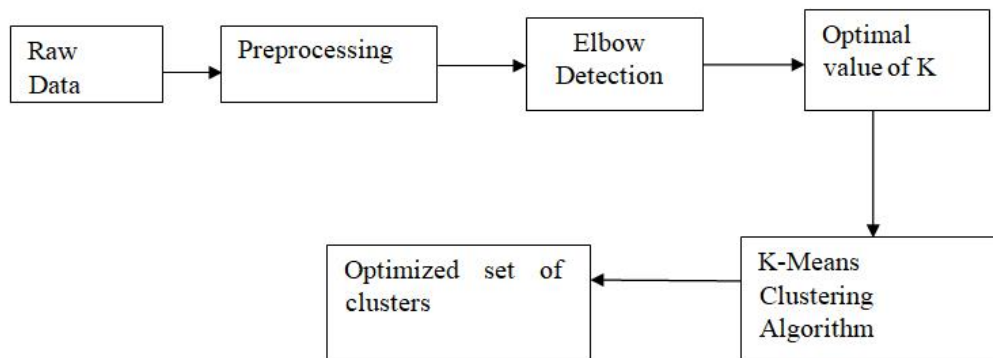 Raw
Data
Preprocessing
Elbow
Detection
Optimal
value of K
K-Means
Clustering
Algorithm
Optimized set of
clusters